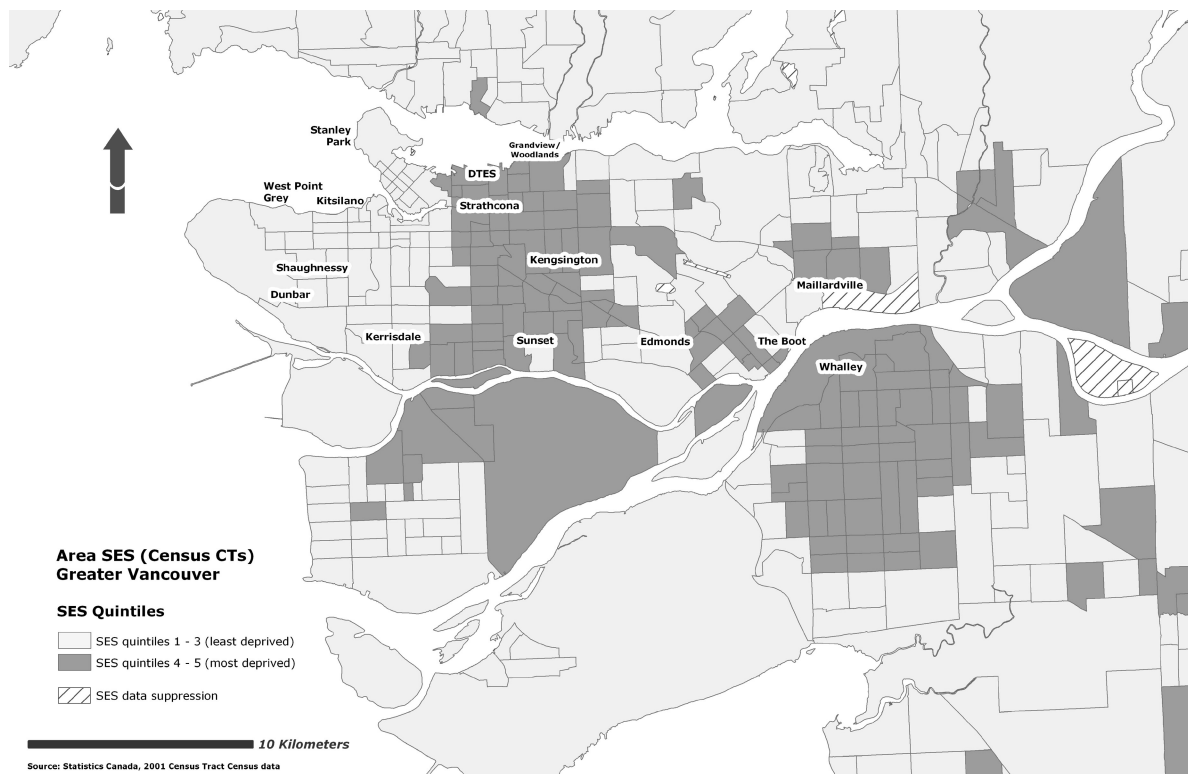 Stanley
Park
Grandview/
Woodlands
DTES
West Point
Grey
Kitsilano
Strathcona
Kengsington
Shaughnessy
Dunbar
Maillardville
Kerrisdale
Sunset
Edmonds
The Boot
Whalley
Area SES (Census CTs)
Greater Vancouver
SES Quintiles
SES quintiles 1 - 3 (least deprived)
SES quintiles 4 - 5 (most deprived)
SES data suppression
10 Kilometers
Source: Statistics Canada, 2001 Census Tract Census data